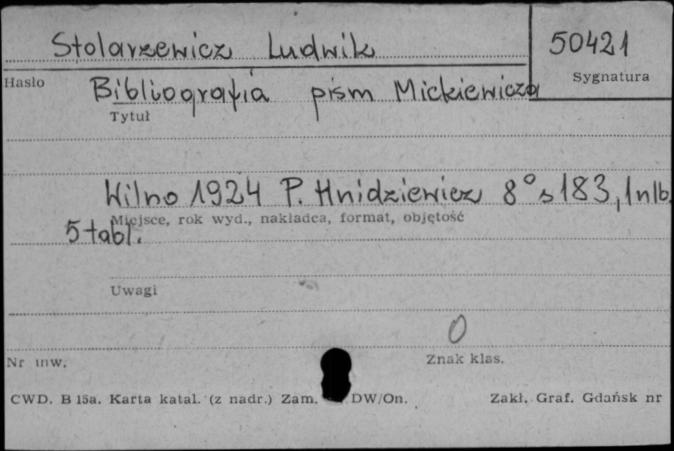 Stolarzewicz Ludwik 50421
Hasło Sygnatura
Bibliografia pism Mickiewicza
Tytuł
Wilno 1924 P. Hnidziewicz 8° s 183, 1 nlb,
Miejsce, rok wyd., nakładca, format, objętość
5 tabl.
Uwagi
0
Nr inw. Znak klas.
CWD. B 15a. Karta katal. (z nadr.) Zam. DW/On. Zakł. Graf. Gdańsk nr